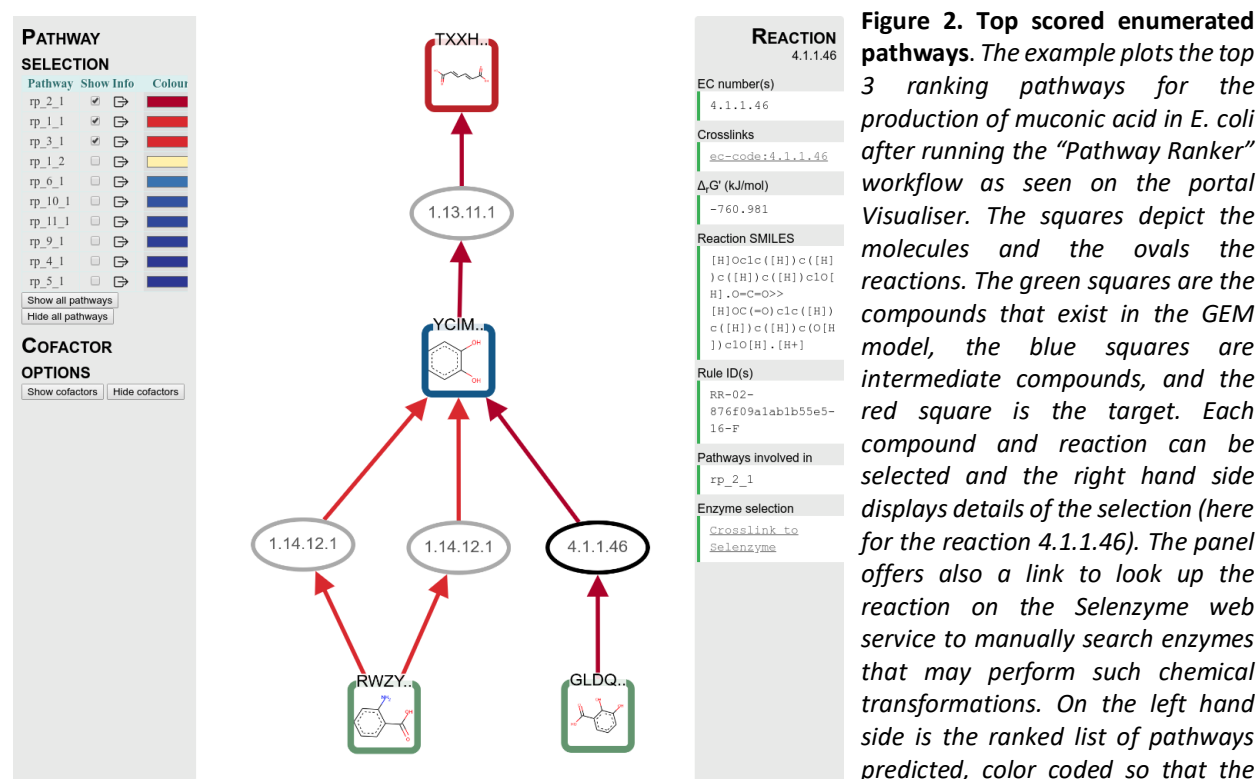 PATHWAY
SELECTION
Pathway Show Info Colour
rp_2_1
rp_1_1
rp_3_1
rp_1_2
rp_6_1
rp_10_1
rp_11_1
rp_9_1
rp_4_1
rp_5_1
Show all pathways
Hide all pathways
COFACTOR
OPTIONS
Show cofactors Hide cofactors
TXXH..
1.13.11.1
YCIM..
OH
OH
1.14.12.1 1.14.12.1 4.1.1.46
RWZY.. GLDQ..
NH₂
OH
O
REACTION
4.1.1.46
EC number(s)
4.1.1.46
Crosslinks
ec-code:4.1.1.46
ΔrG' (kJ/mol)
-760.981
Reaction SMILES
[H]Oc1c([H])c([H]
)c([H])c([H])c1O[
H].O=C=O>>
[H]OC(=O)c1c([H])
c([H])c([H])c(O[H
])c1O[H].[H+]
Rule ID(s)
RR-02-
876f09a1ab1b55e5-
16-F
Pathways involved in
rp_2_1
Enzyme selection
Crosslink to
Selenzyme
Figure 2. Top scored enumerated
pathways. The example plots the top
3 ranking pathways for the
production of muconic acid in E. coli
after running the “Pathway Ranker”
workflow as seen on the portal
Visualiser. The squares depict the
molecules and the ovals the
reactions. The green squares are the
compounds that exist in the GEM
model, the blue squares are
intermediate compounds, and the
red square is the target. Each
compound and reaction can be
selected and the right hand side
displays details of the selection (here
for the reaction 4.1.1.46). The panel
offers also a link to look up the
reaction on the Selenzyme web
service to manually search enzymes
that may perform such chemical
transformations. On the left hand
side is the ranked list of pathways
predicted, color coded so that the